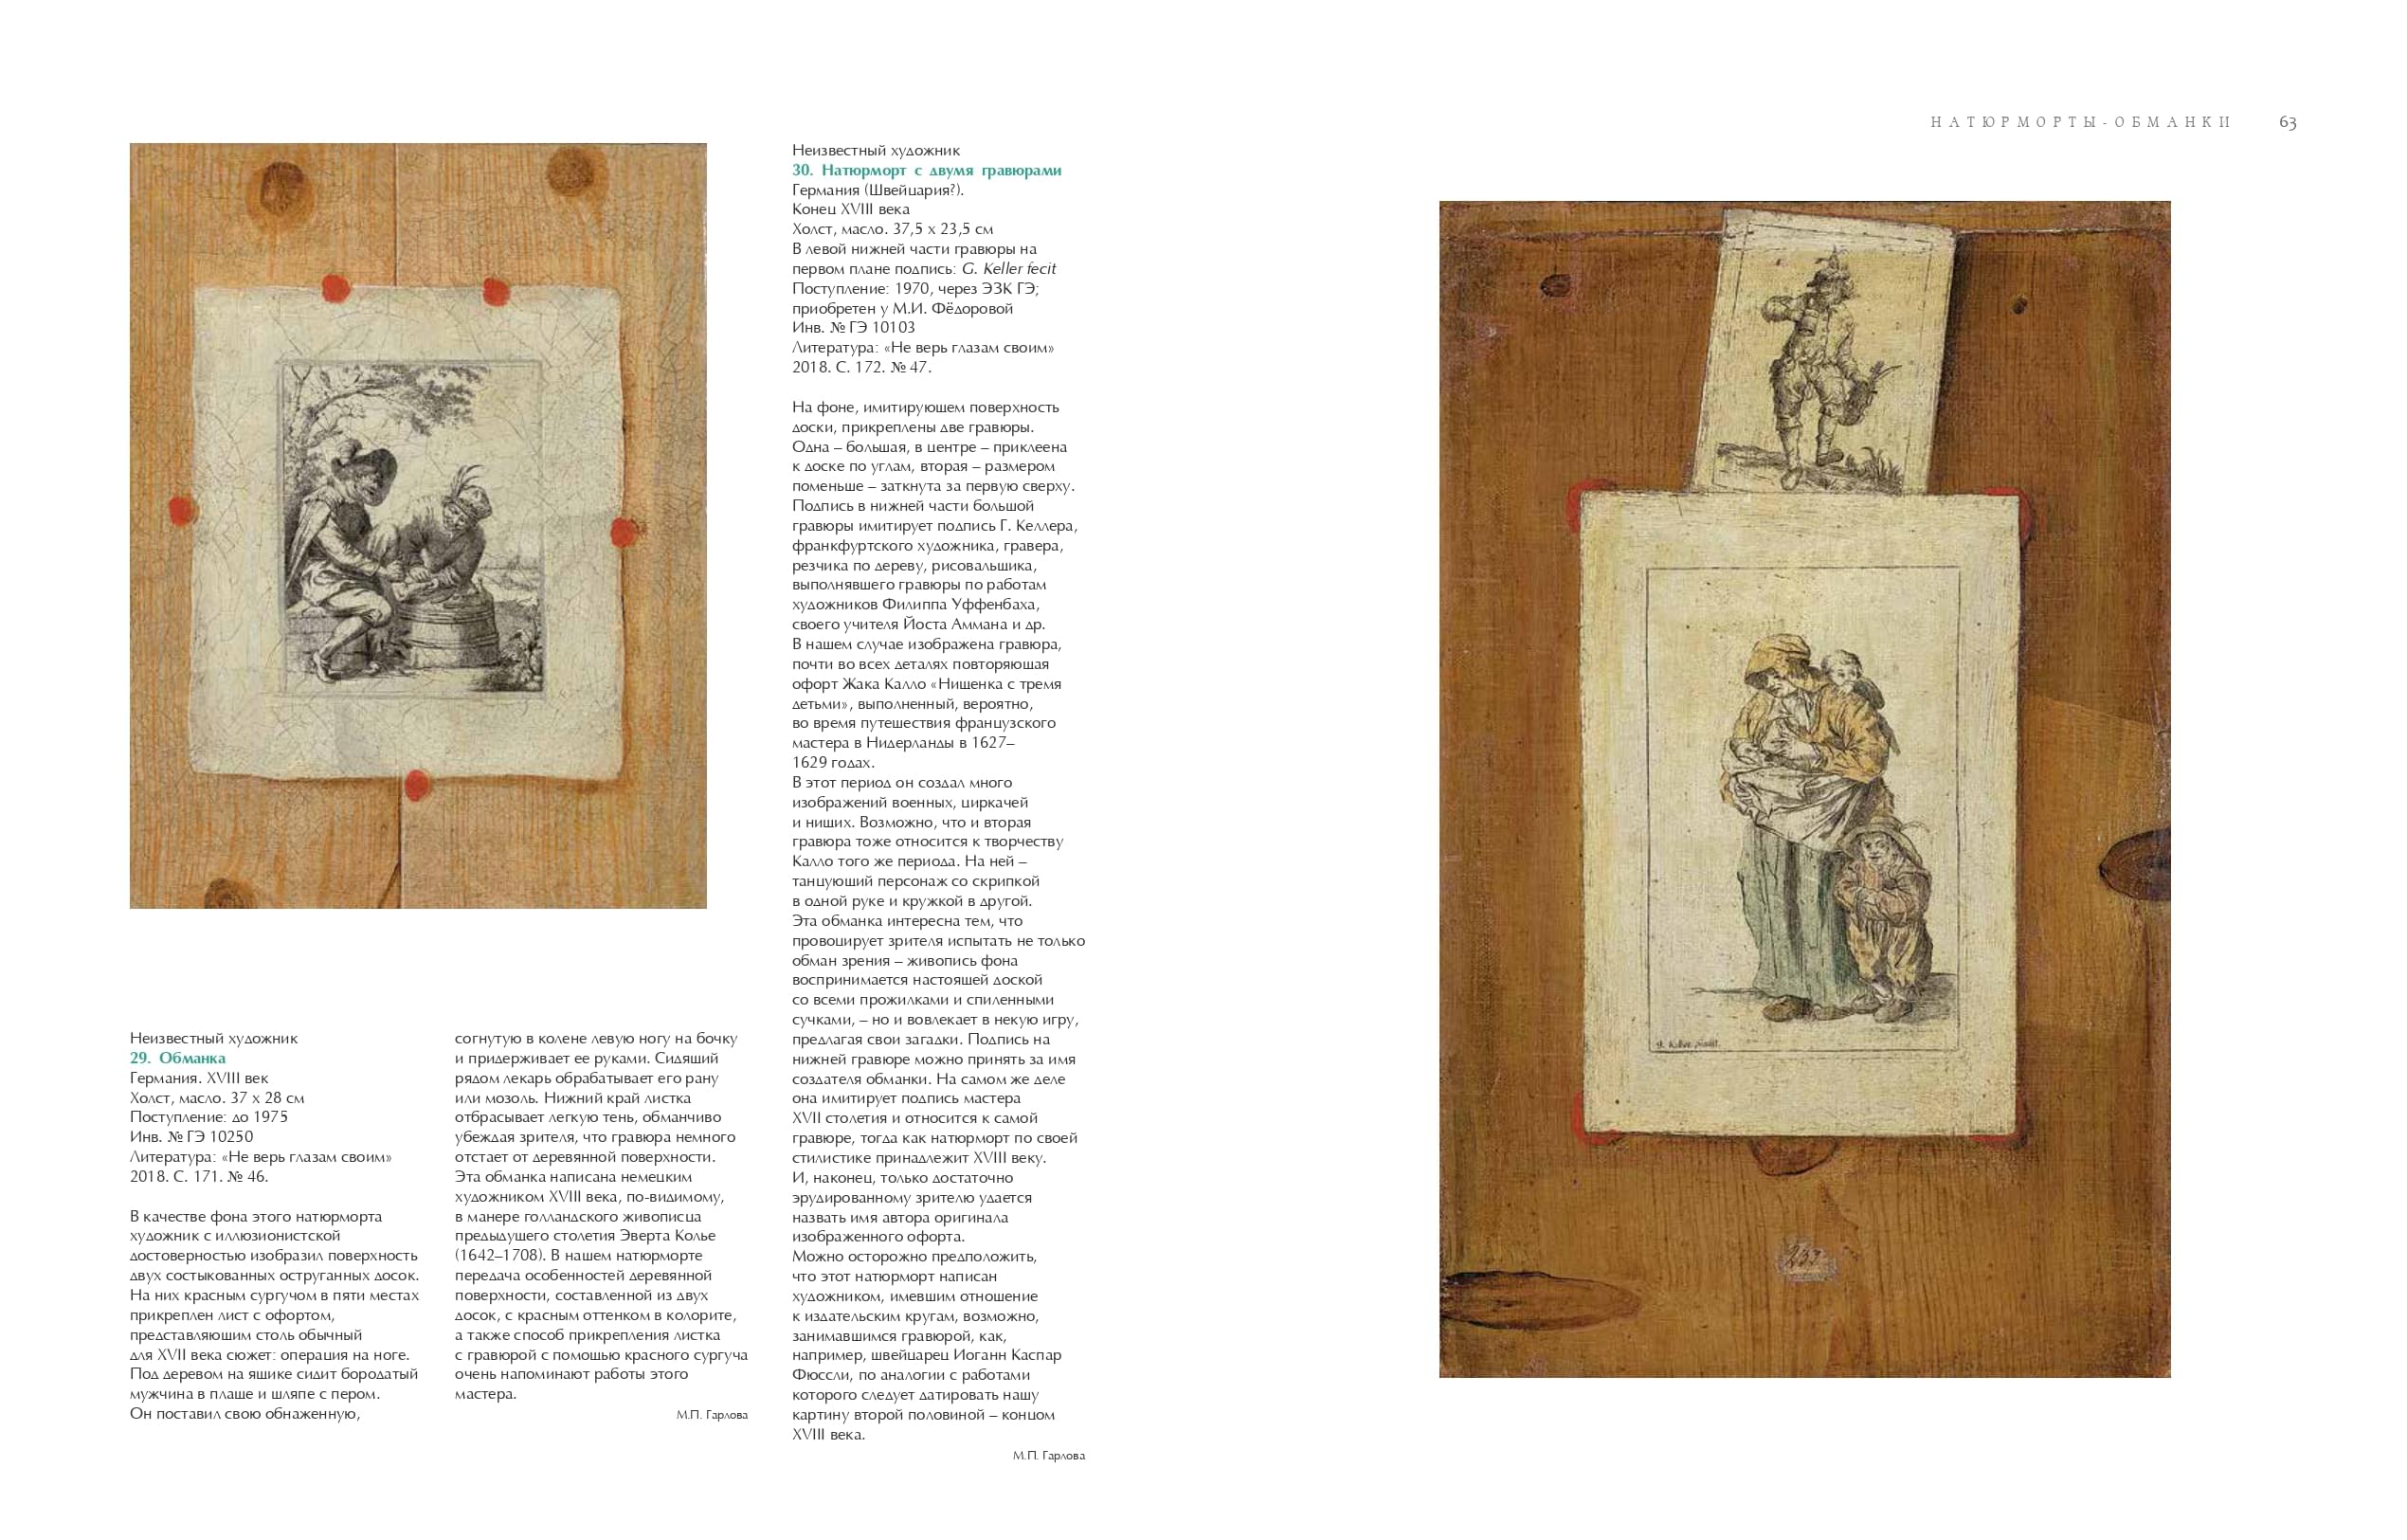 НАТЮРМОРТЫ-ОБМАНКИ 63
Неизвестный художник
29. Обманка
Германия. XVIII век
Холст, масло. 37 х 28 см
Поступление: до 1975
Инв. № ГЭ 10250
Литература: «Не верь глазам своим»
2018. С. 171. № 46.
В качестве фона этого натюрморта
художник с иллюзионистской
достоверностью изобразил поверхность
двух состыкованных оструганных досок.
На них красным сургучом в пяти местах
прикреплен лист с офортом,
представляющим столь обычный
для XVII века сюжет: операция на ноге.
Под деревом на ящике сидит бородатый
мужчина в плаще и шляпе с пером.
Он поставил свою обнаженную,
согнутую в колене левую ногу на бочку
и придерживает ее руками. Сидящий
рядом лекарь обрабатывает его рану
или мозоль. Нижний край листка
отбрасывает легкую тень, обманчиво
убеждая зрителя, что гравюра немного
отстает от деревянной поверхности.
Эта обманка написана немецким
художником XVIII века, по-видимому,
в манере голландского живописца
предыдущего столетия Эверта Колье
(1642–1708). В нашем натюрморте
передача особенностей деревянной
поверхности, составленной из двух
досок, с красным оттенком в колорите,
а также способ прикрепления листка
с гравюрой с помощью красного сургуча
очень напоминают работы этого
мастера.
М.П. Гарлова
Неизвестный художник
30. Натюрморт с двумя гравюрами
Германия (Швейцария?).
Конец XVIII века
Холст, масло. 37,5 х 23,5 см
В левой нижней части гравюры на
первом плане подпись: G. Keller fecit
Поступление: 1970, через ЭЗК ГЭ;
приобретен у М.И. Фёдоровой
Инв. № ГЭ 10103
Литература: «Не верь глазам своим»
2018. С. 172. № 47.
На фоне, имитирующем поверхность
доски, прикреплены две гравюры.
Одна – большая, в центре – приклеена
к доске по углам, вторая – размером
поменьше – заткнута за первую сверху.
Подпись в нижней части большой
гравюры имитирует подпись Г. Келлера,
франкфуртского художника, гравера,
резчика по дереву, рисовальщика,
выполнявшего гравюры по работам
художников Филиппа Уффенбаха,
своего учителя Йоста Аммана и др.
В нашем случае изображена гравюра,
почти во всех деталях повторяющая
офорт Жака Калло «Нищенка с тремя
детьми», выполненный, вероятно,
во время путешествия французского
мастера в Нидерланды в 1627–
1629 годах.
В этот период он создал много
изображений военных, циркачей
и нищих. Возможно, что и вторая
гравюра тоже относится к творчеству
Калло того же периода. На ней –
танцующий персонаж со скрипкой
в одной руке и кружкой в другой.
Эта обманка интересна тем, что
провоцирует зрителя испытать не только
обман зрения – живопись фона
воспринимается настоящей доской
со всеми прожилками и спиленными
сучками, – но и вовлекает в некую игру,
предлагая свои загадки. Подпись на
нижней гравюре можно принять за имя
создателя обманки. На самом же деле
она имитирует подпись мастера
XVII столетия и относится к самой
гравюре, тогда как натюрморт по своей
стилистике принадлежит XVIII веку.
И, наконец, только достаточно
эрудированному зрителю удается
назвать имя автора оригинала
изображенного офорта.
Можно осторожно предположить,
что этот натюрморт написан
художником, имевшим отношение
к издательским кругам, возможно,
занимавшимся гравюрой, как,
например, швейцарец Иоганн Каспар
Фюссли, по аналогии с работами
которого следует датировать нашу
картину второй половиной – концом
XVIII века.
М.П. Гарлова